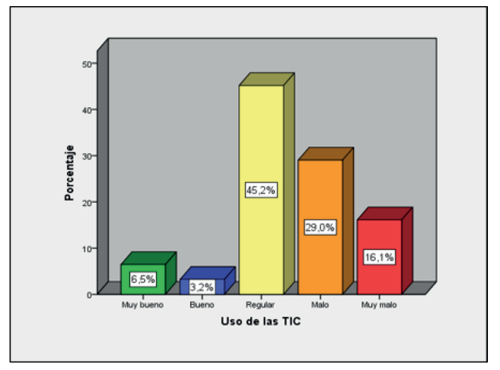 Porcentaje
50
40
30
20
10
0
6,5%
3,2%
45,2%
29,0%
16,1%
Muy bueno
Bueno
Regular
Malo
Muy malo
Uso de las TIC